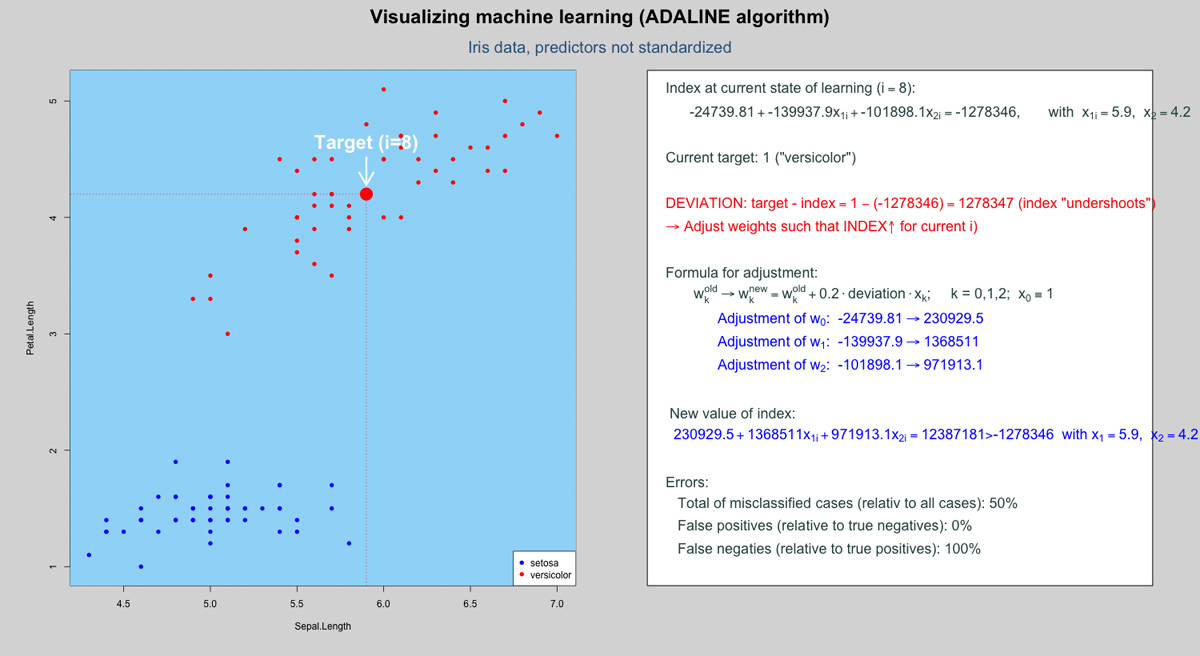 Visualizing machine learning (ADALINE algorithm)
Iris data, predictors not standardized
5
4
3
2
1
Petal.Length
Target (i=8)
setosa
versicolor
4.5 5.0 5.5 6.0 6.5 7.0
Sepal.Length
Index at current state of learning (i = 8):
-24739.81 + -139937.9x₁ᵢ + -101898.1x₂ᵢ = -1278346, with x₁ᵢ = 5.9, x₂ = 4.2
Current target: 1 ("versicolor")
DEVIATION: target - index = 1 − (-1278346) = 1278347 (index "undershoots")
→ Adjust weights such that INDEX↑ for current i)
Formula for adjustment:
wₖᵒˡᵈ → wₖⁿᵉʷ = wₖᵒˡᵈ + 0.2 · deviation · xₖ; k = 0,1,2; x₀ ≡ 1
Adjustment of w₀: -24739.81 → 230929.5
Adjustment of w₁: -139937.9 → 1368511
Adjustment of w₂: -101898.1 → 971913.1
New value of index:
230929.5 + 1368511x₁ᵢ + 971913.1x₂ᵢ = 12387181>-1278346 with x₁ = 5.9, x₂ = 4.2
Errors:
Total of misclassified cases (relativ to all cases): 50%
False positives (relative to true negatives): 0%
False negaties (relative to true positives): 100%